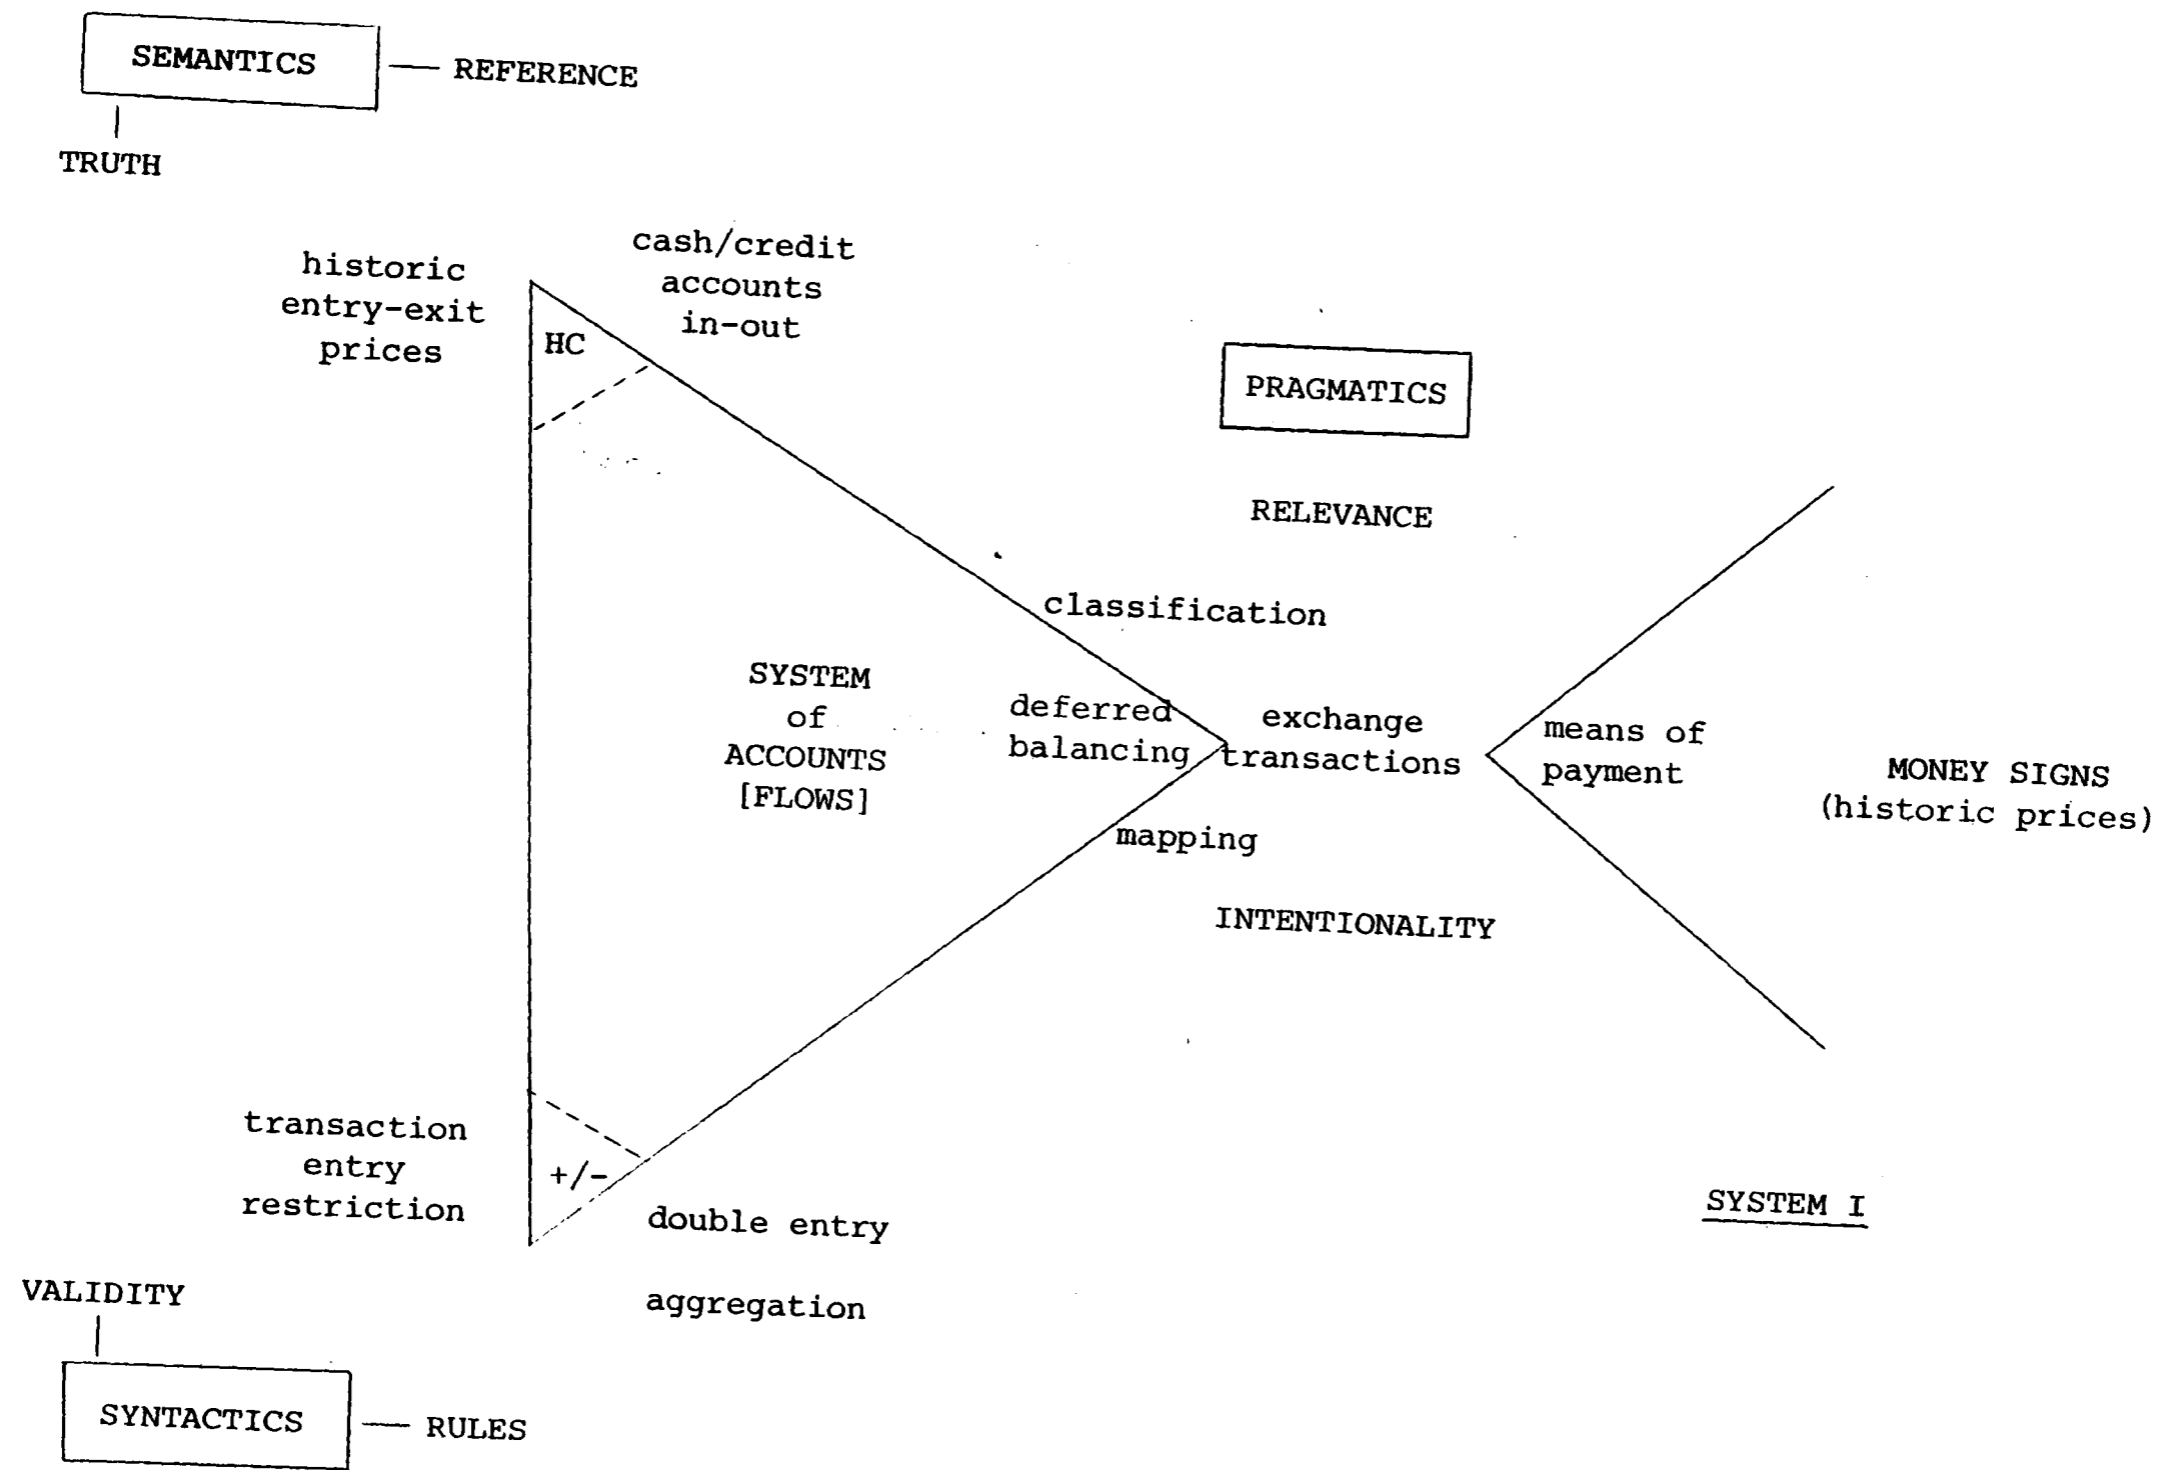 SEMANTICS
REFERENCE
TRUTH
historic
entry-exit
prices
cash/credit
accounts
in-out
HC
PRAGMATICS
RELEVANCE
classification
SYSTEM
of
ACCOUNTS
[FLOWS]
deferred
balancing
exchange
transactions
means of
payment
MONEY SIGNS
(historic prices)
mapping
INTENTIONALITY
transaction
entry
restriction
+/-
double entry
aggregation
SYSTEM I
VALIDITY
SYNTACTICS
RULES